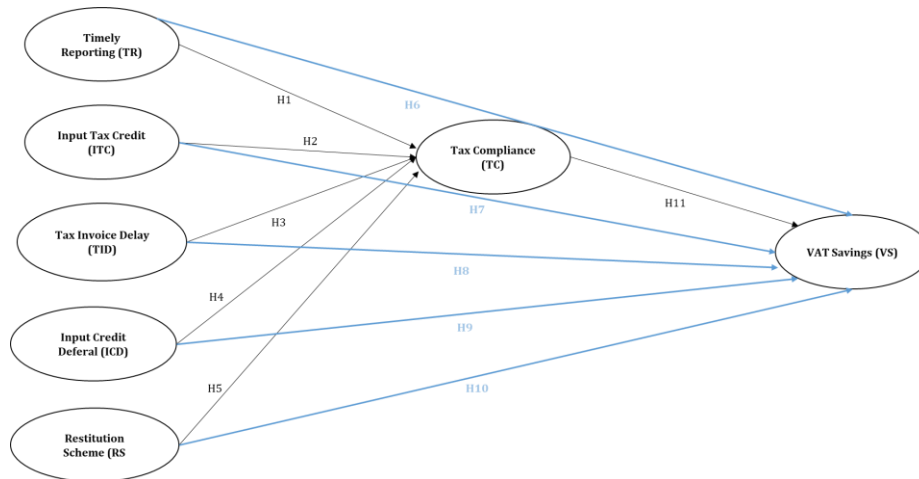 Timely
Reporting (TR)
H1
H6
Input Tax Credit
(ITC)
H2
Tax Compliance
(TC)
H7
H11
Tax Invoice Delay
(TID)
H3
H8
VAT Savings (VS)
Input Credit
Deferal (ICD)
H4
H9
H5
H10
Restitution
Scheme (RS